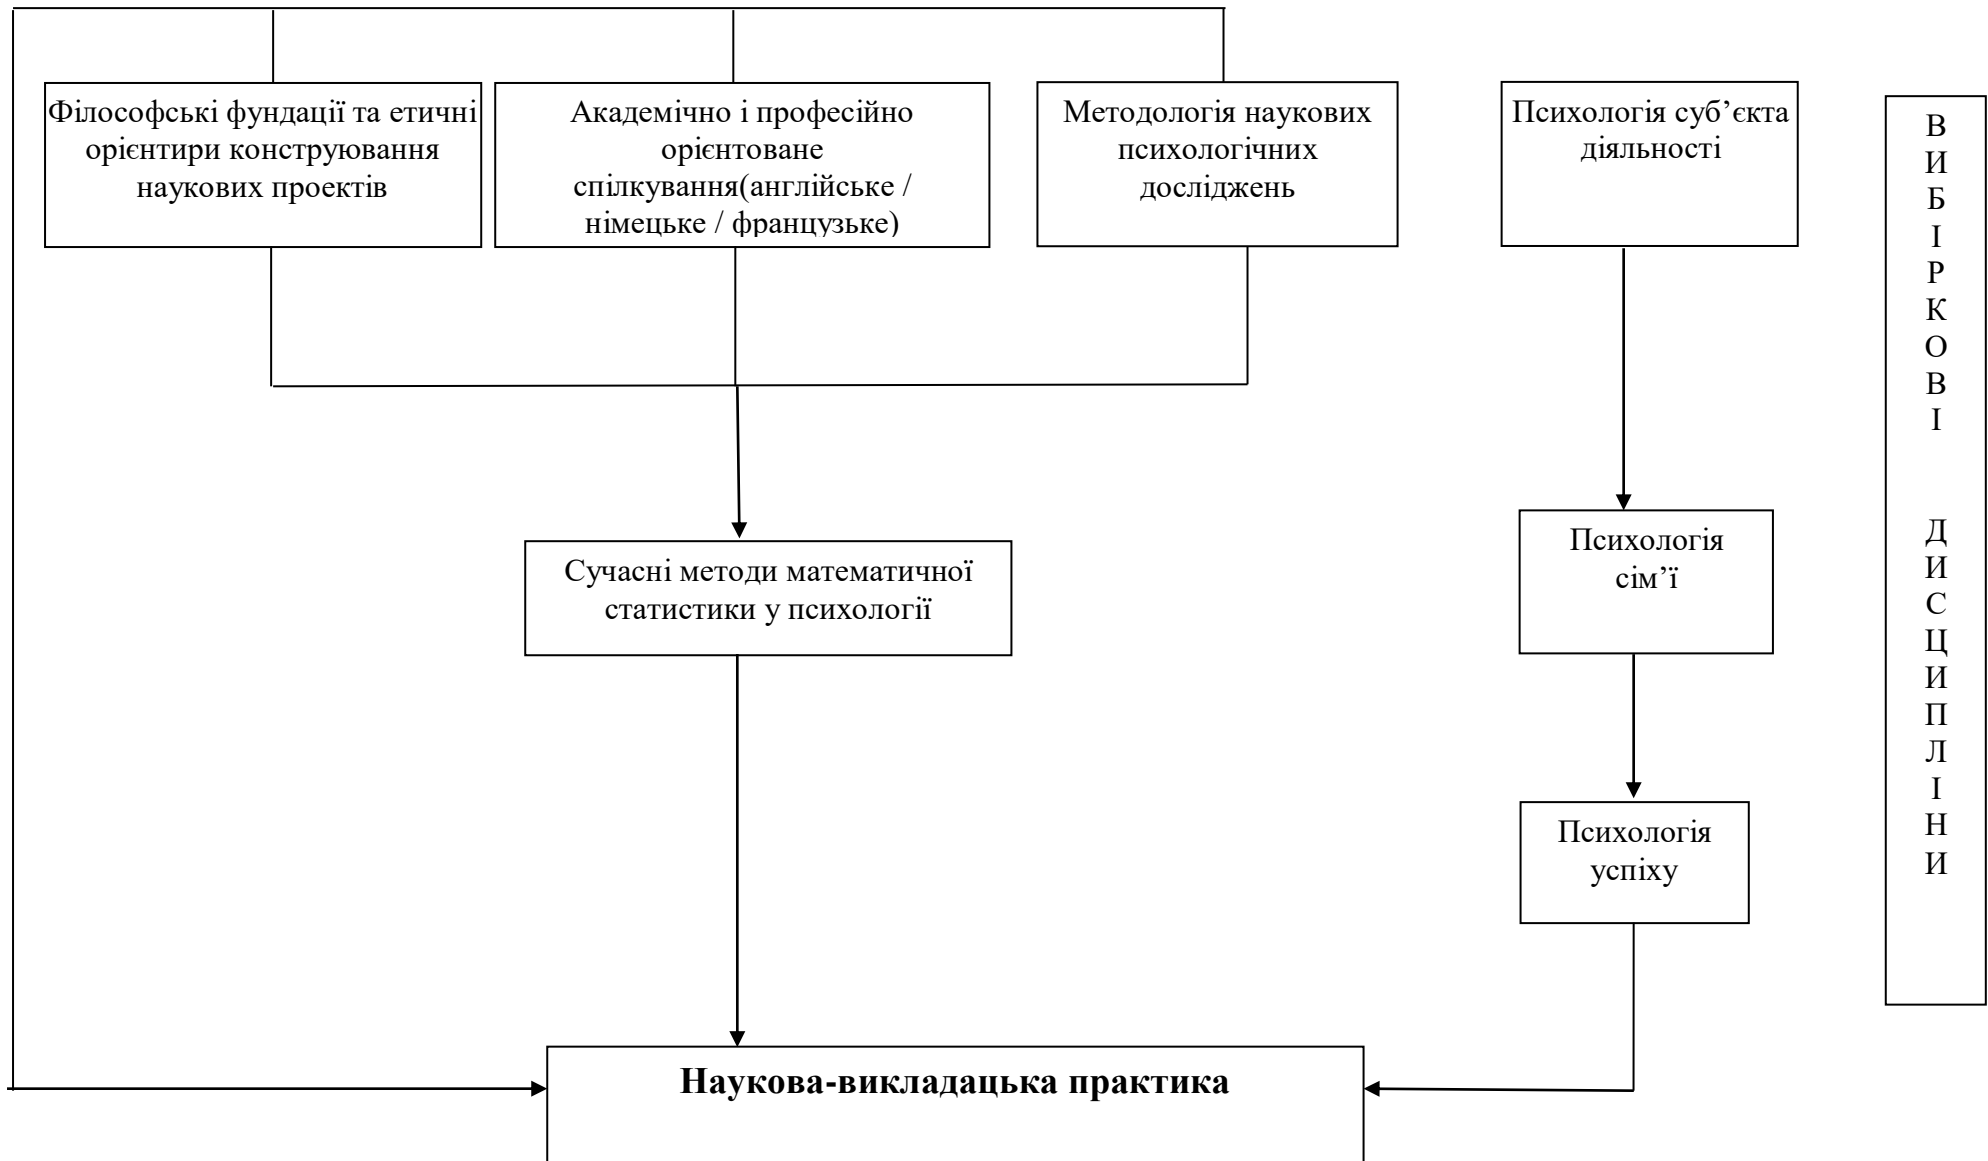 Філософські фундації та етичні
орієнтири конструювання
наукових проектів
Академічно і професійно
орієнтоване
спілкування(англійське /
німецьке / французьке)
Методологія наукових
психологічних
досліджень
Психологія суб’єкта
діяльності
В
И
Б
І
Р
К
О
В
І
Д
И
С
Ц
И
П
Л
І
Н
И
Сучасні методи математичної
статистики у психології
Психологія
сім’ї
Психологія
успіху
Наукова-викладацька практика